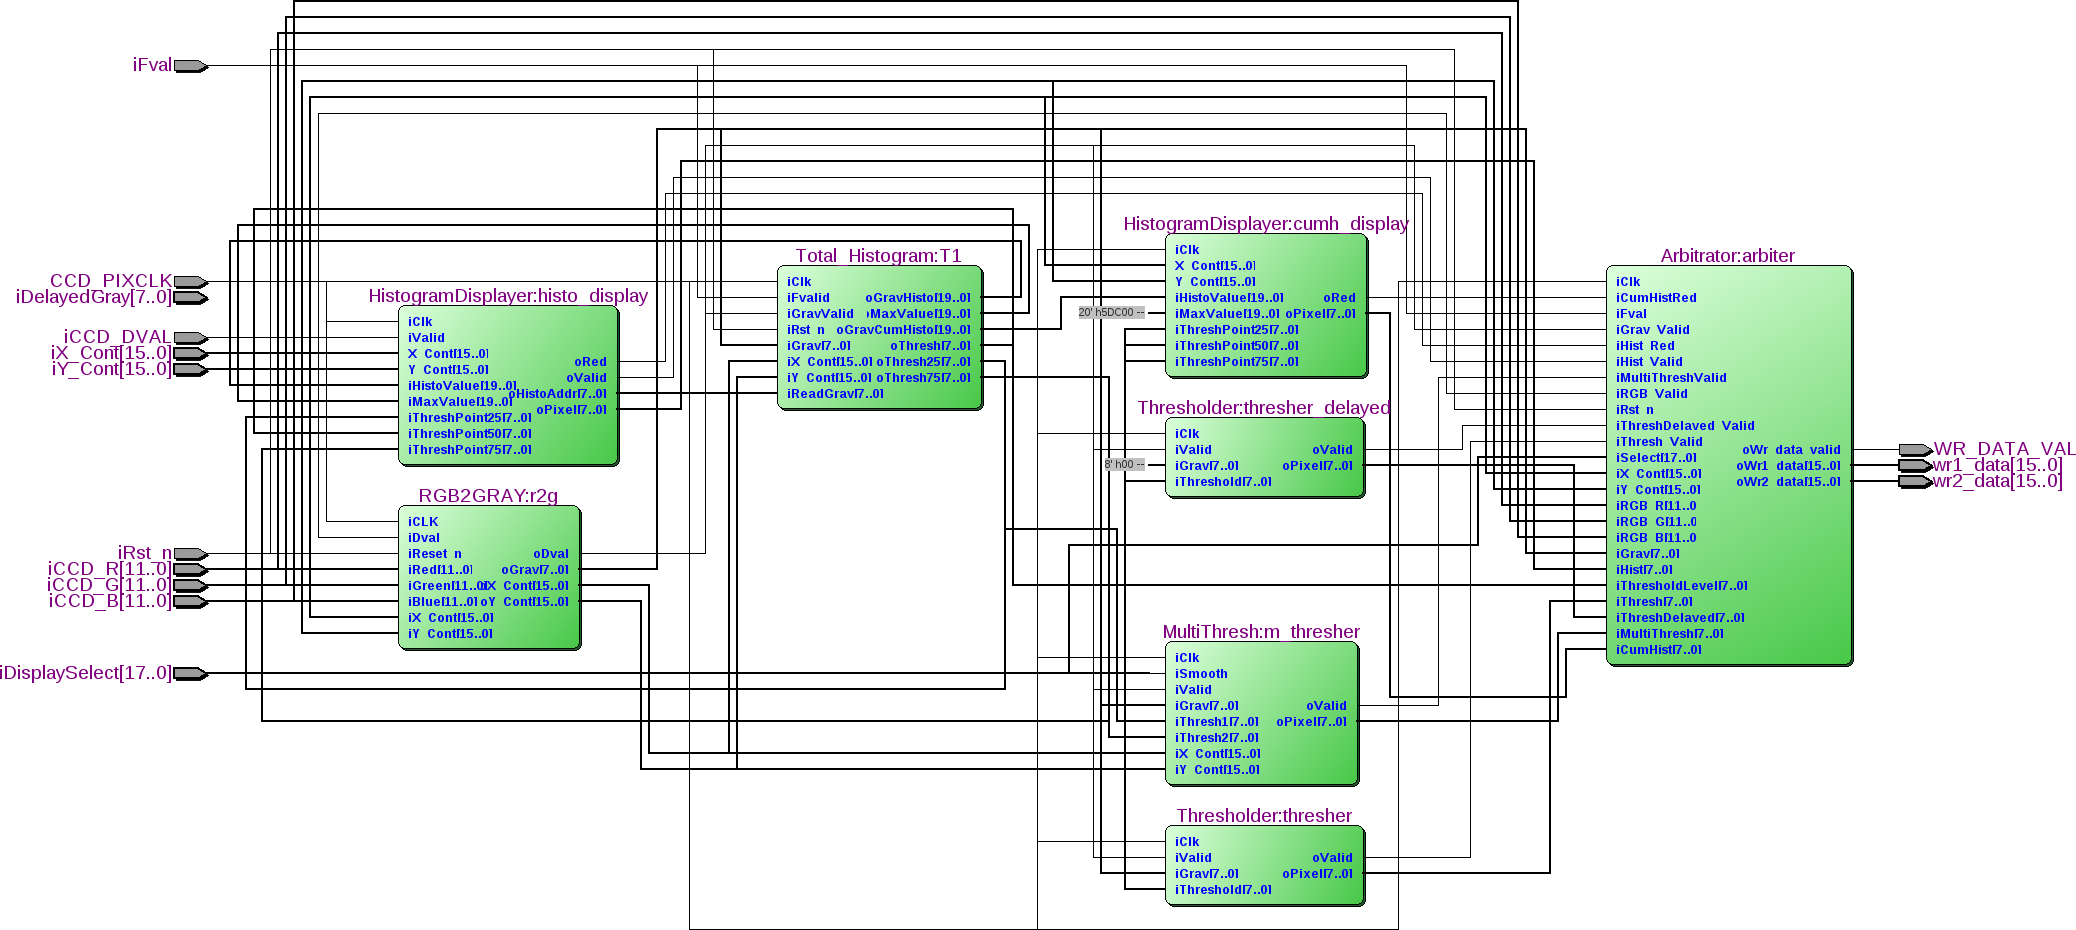 iFval
CCD_PIXCLK
iDelayedGray[7..0]
iCCD_DVAL
iX_Cont[15..0]
iY_Cont[15..0]
iRst_n
iCCD_R[11..0]
iCCD_G[11..0]
iCCD_B[11..0]
iDisplaySelect[17..0]
HistogramDisplayer:histo_display
iClk
iValid
X_Cont[15..0]
Y_Cont[15..0]
iHistoValue[19..0]
iMaxValue[19..0]
iThreshPoint25[7..0]
iThreshPoint50[7..0]
iThreshPoint75[7..0]
oRed
oValid
oHistoAddr[7..0]
oPixel[7..0]
RGB2GRAY:r2g
iCLK
iDval
iReset_n
iRed[11..0]
iGreen[11..0]
iBlue[11..0]
iX_Cont[15..0]
iY_Cont[15..0]
oDval
oGray[7..0]
oX_Cont[15..0]
oY_Cont[15..0]
Total_Histogram:T1
iClk
iFvalid
iGrayValid
iRst_n
iGray[7..0]
iX_Cont[15..0]
iY_Cont[15..0]
iReadGray[7..0]
oGrayHisto[19..0]
oMaxValue[19..0]
oGrayCumHisto[19..0]
oThresh[7..0]
oThresh25[7..0]
oThresh75[7..0]
HistogramDisplayer:cumh_display
20' h5DC00 --
iClk
X_Cont[15..0]
Y_Cont[15..0]
iHistoValue[19..0]
iMaxValue[19..0]
iThreshPoint25[7..0]
iThreshPoint50[7..0]
iThreshPoint75[7..0]
oRed
oPixel[7..0]
Thresholder:thresher_delayed
8' h00 --
iClk
iValid
iGray[7..0]
iThreshold[7..0]
oValid
oPixel[7..0]
MultiThresh:m_thresher
iClk
iSmooth
iValid
iGray[7..0]
iThresh1[7..0]
iThresh2[7..0]
iX_Cont[15..0]
iY_Cont[15..0]
oValid
oPixel[7..0]
Thresholder:thresher
iClk
iValid
iGray[7..0]
iThreshold[7..0]
oValid
oPixel[7..0]
Arbitrator:arbiter
iClk
iCumHistRed
iFval
iGray_Valid
iHist_Red
iHist_Valid
iMultiThreshValid
iRGB_Valid
iRst_n
iThreshDelayed_Valid
iThresh_Valid
iSelect[17..0]
iX_Cont[15..0]
iY_Cont[15..0]
iRGB_R[11..0
iRGB_G[11..0
iRGB_B[11..0
iGray[7..0]
iHist[7..0]
iThresholdLevel[7..0]
iThresh[7..0]
iThreshDelayed[7..0]
iMultiThresh[7..0]
iCumHist[7..0]
oWr_data_valid
oWr1_data[15..0]
oWr2_data[15..0]
WR_DATA_VAL
wr1_data[15..0]
wr2_data[15..0]